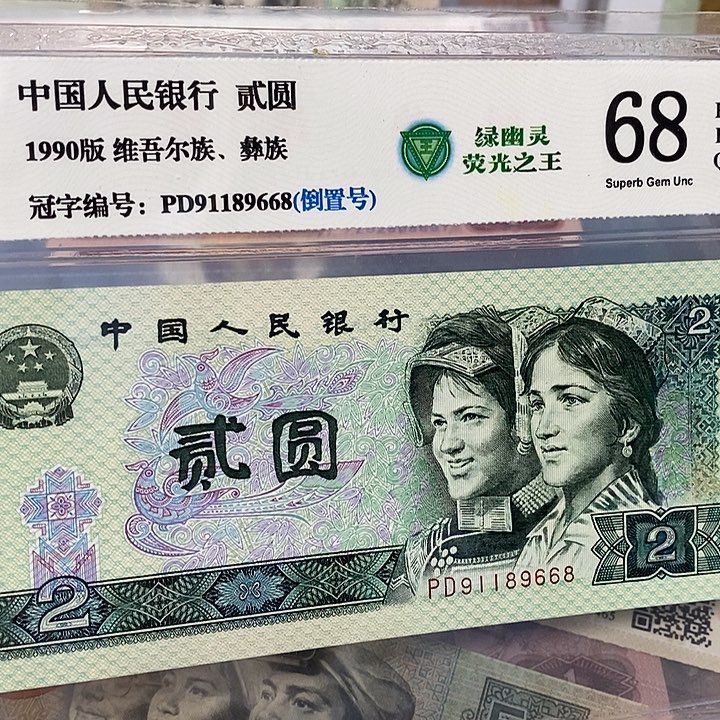 中国人民银行 贰圆
1990版 维吾尔族、彝族
冠字编号：PD91189668(倒置号)
王
绿幽灵
荧光之王
68
Superb Gem Unc
中国人民银行
2
贰圆
2
2
PD91189668